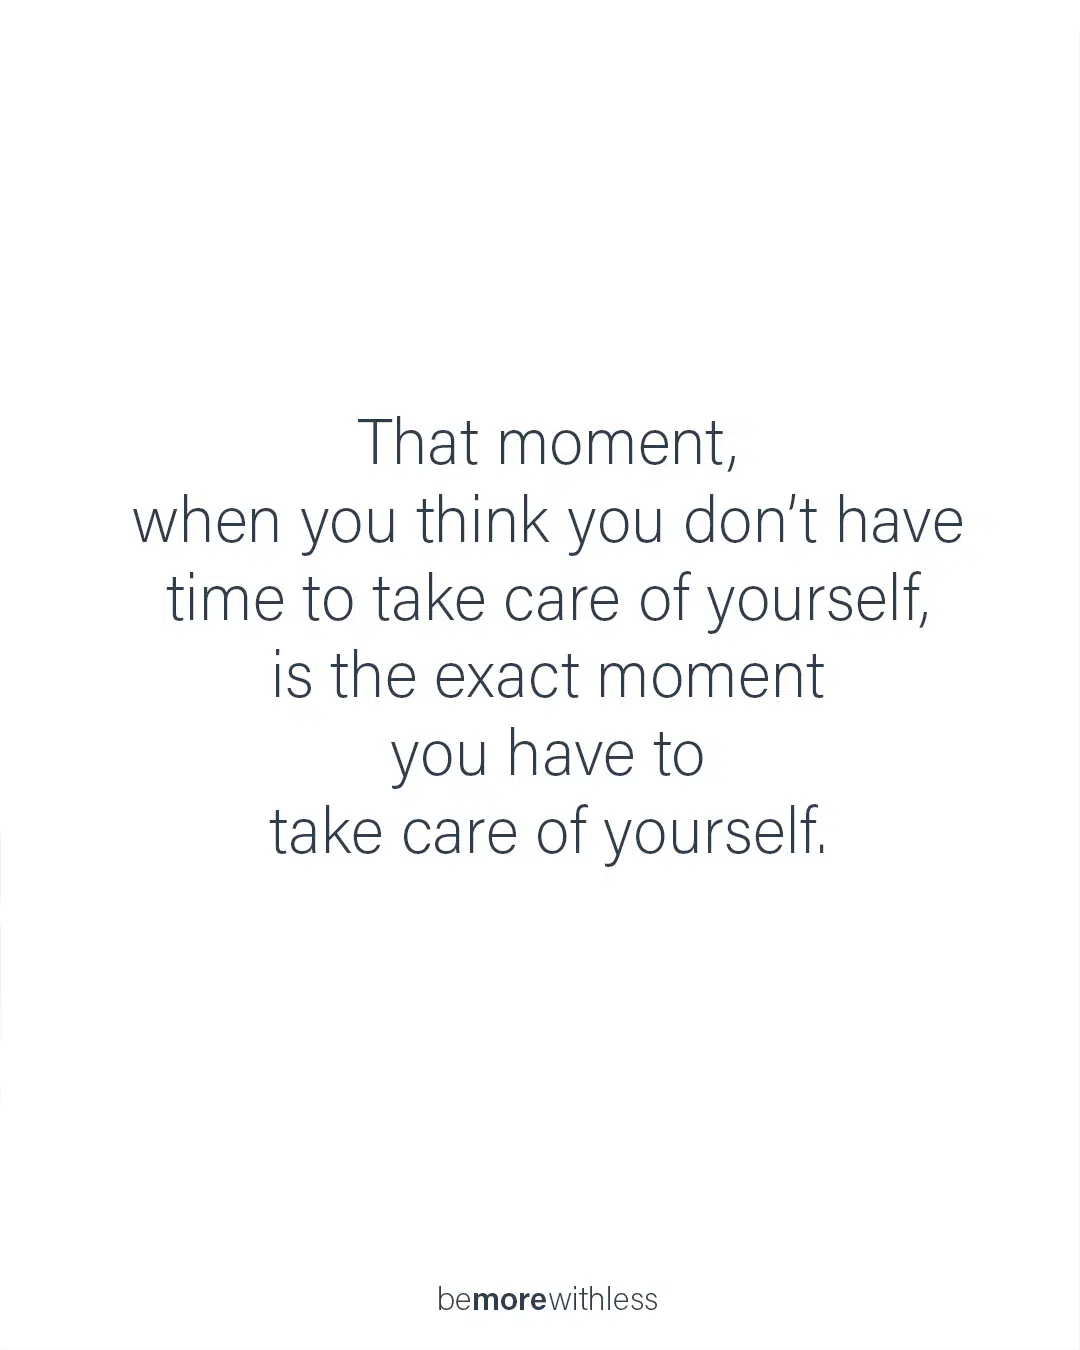 That moment,
when you think you don’t have
time to take care of yourself,
is the exact moment
you have to
take care of yourself.
bemorewithless